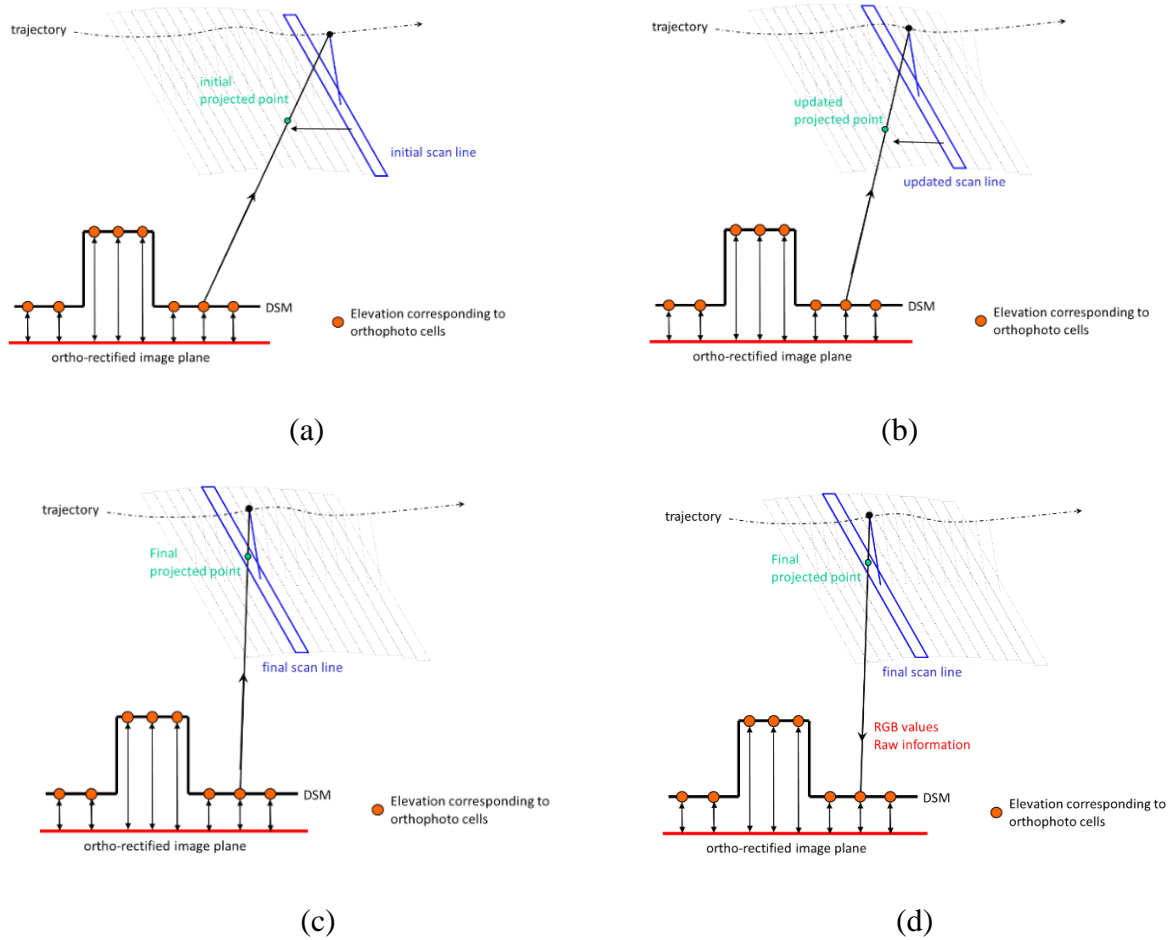 trajectory
initial
projected point
initial scan line
DSM
Elevation corresponding to
orthophoto cells
ortho-rectified image plane
(a)
trajectory
updated
projected point
updated scan line
DSM
Elevation corresponding to
orthophoto cells
ortho-rectified image plane
(b)
trajectory
Final
projected point
final scan line
DSM
Elevation corresponding to
orthophoto cells
ortho-rectified image plane
(c)
trajectory
Final
projected point
final scan line
RGB values
Raw information
DSM
Elevation corresponding to
orthophoto cells
ortho-rectified image plane
(d)